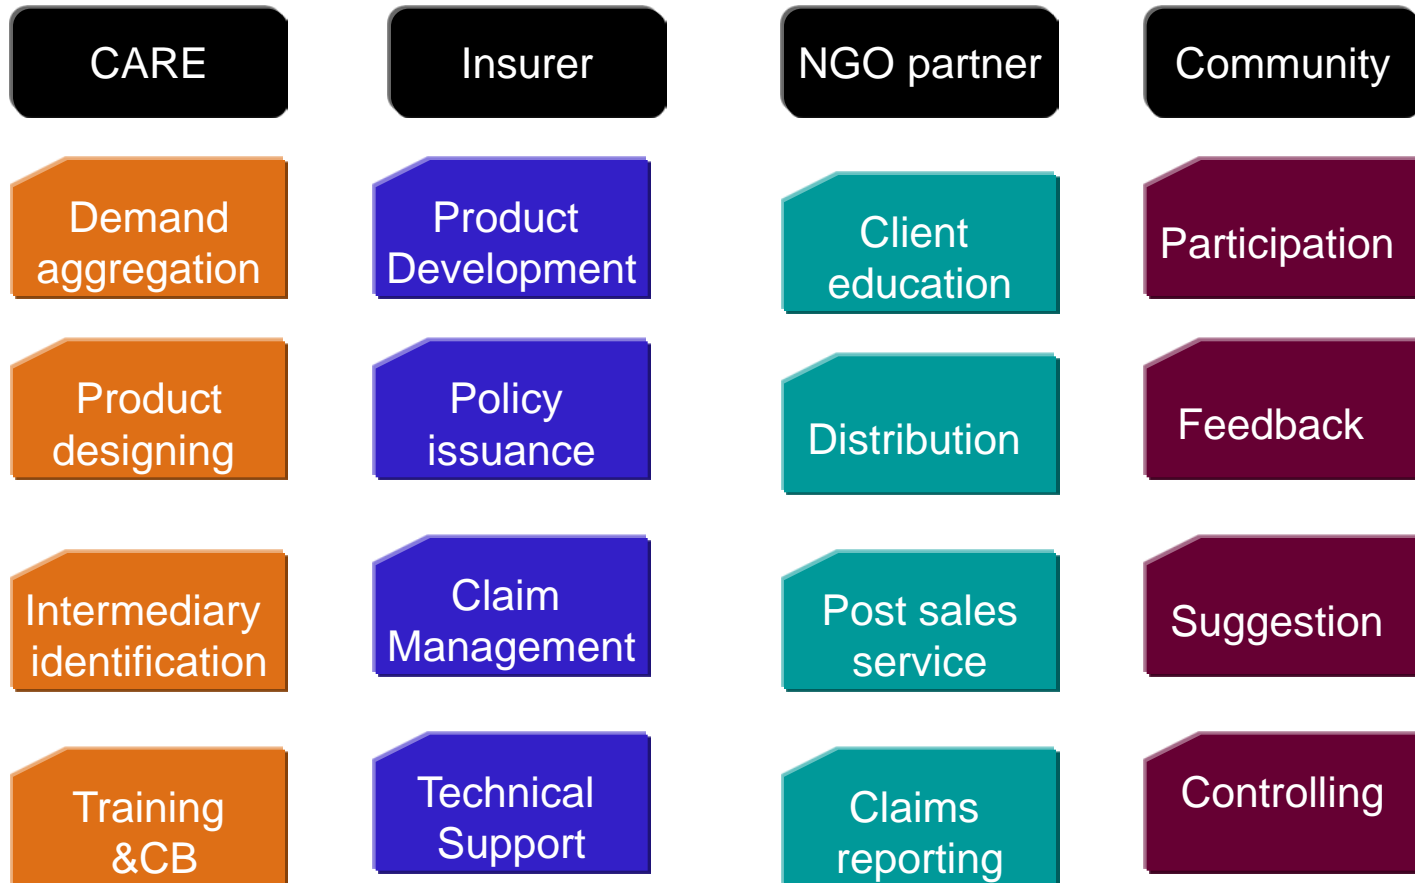 CARE
Insurer
NGO partner
Community
Demand
aggregation
Product
Development
Client
education
Participation
Product
designing
Policy
issuance
Distribution
Feedback
Intermediary
identification
Claim
Management
Post sales
service
Suggestion
Training
&CB
Technical
Support
Claims
reporting
Controlling